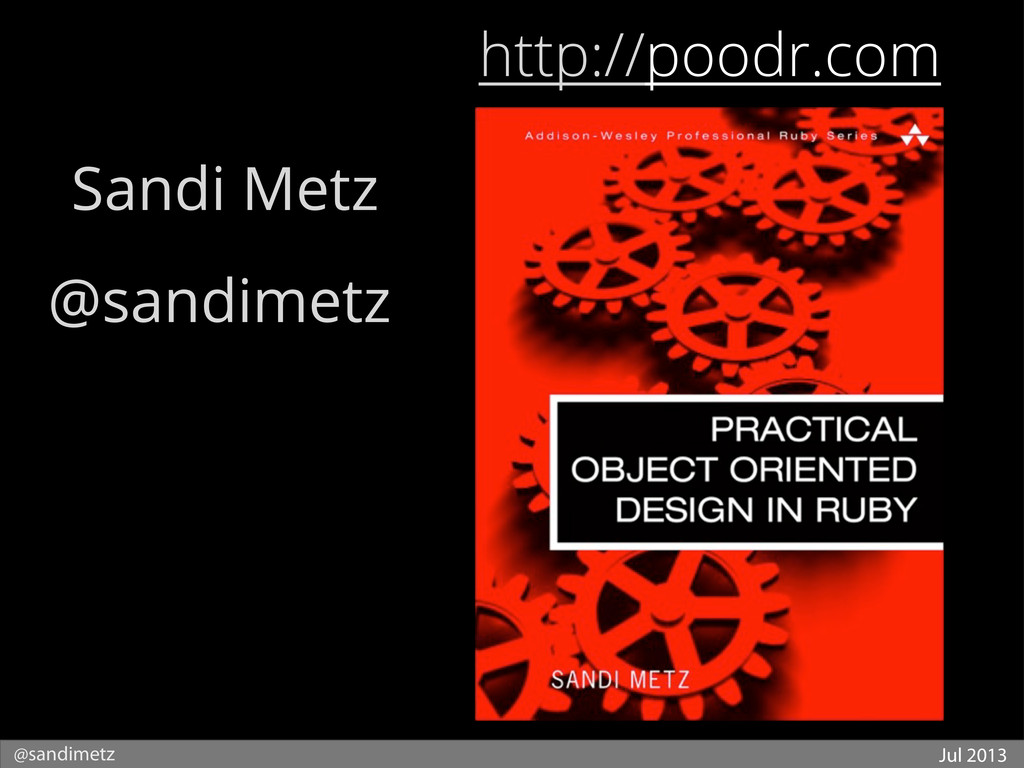 http://poodr.com
Sandi Metz
@sandimetz
Addison-Wesley Professional Ruby Series
PRACTICAL
OBJECT ORIENTED
DESIGN IN RUBY
SANDI METZ
@sandimetz
Jul 2013